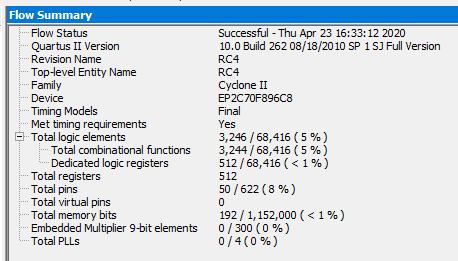 Flow Summary
Flow Status Successful - Thu Apr 23 16:33:12 2020
Quartus II Version 10.0 Build 262 08/18/2010 SP 1 SJ Full Version
Revision Name RC4
Top-level Entity Name RC4
Family Cyclone II
Device EP2C70F896C8
Timing Models Final
Met timing requirements Yes
Total logic elements 3,246 / 68,416 ( 5 % )
Total combinational functions 3,244 / 68,416 ( 5 % )
Dedicated logic registers 512 / 68,416 ( < 1 % )
Total registers 512
Total pins 50 / 622 ( 8 % )
Total virtual pins 0
Total memory bits 192 / 1,152,000 ( < 1 % )
Embedded Multiplier 9-bit elements 0 / 300 ( 0 % )
Total PLLs 0 / 4 ( 0 % )